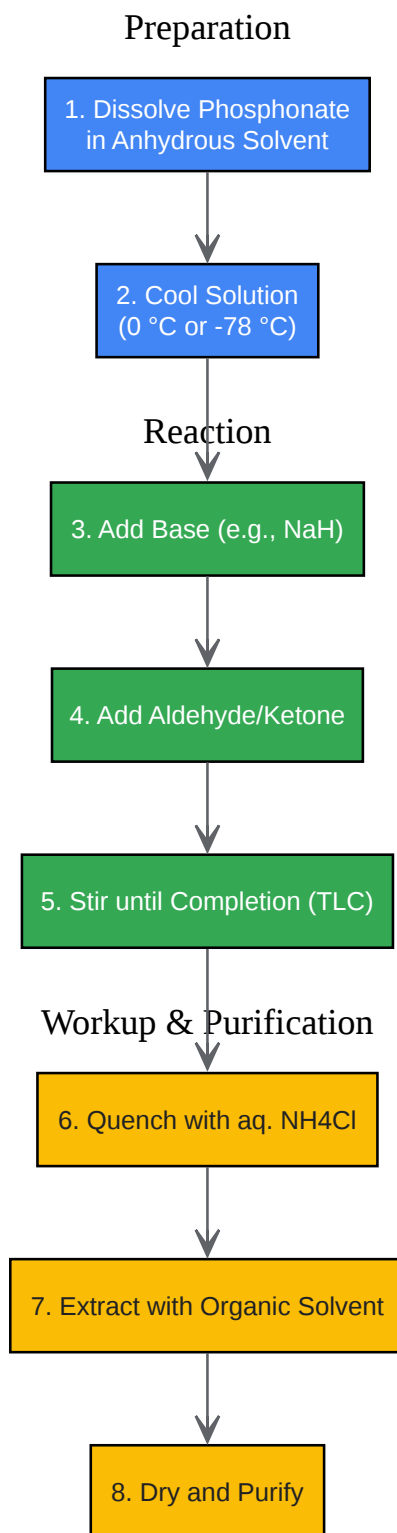 Preparation
1. Dissolve Phosphonate
in Anhydrous Solvent
2. Cool Solution
(0 °C or -78 °C)
Reaction
3. Add Base (e.g., NaH)
4. Add Aldehyde/Ketone
5. Stir until Completion (TLC)
Workup & Purification
6. Quench with aq. NH4Cl
7. Extract with Organic Solvent
8. Dry and Purify